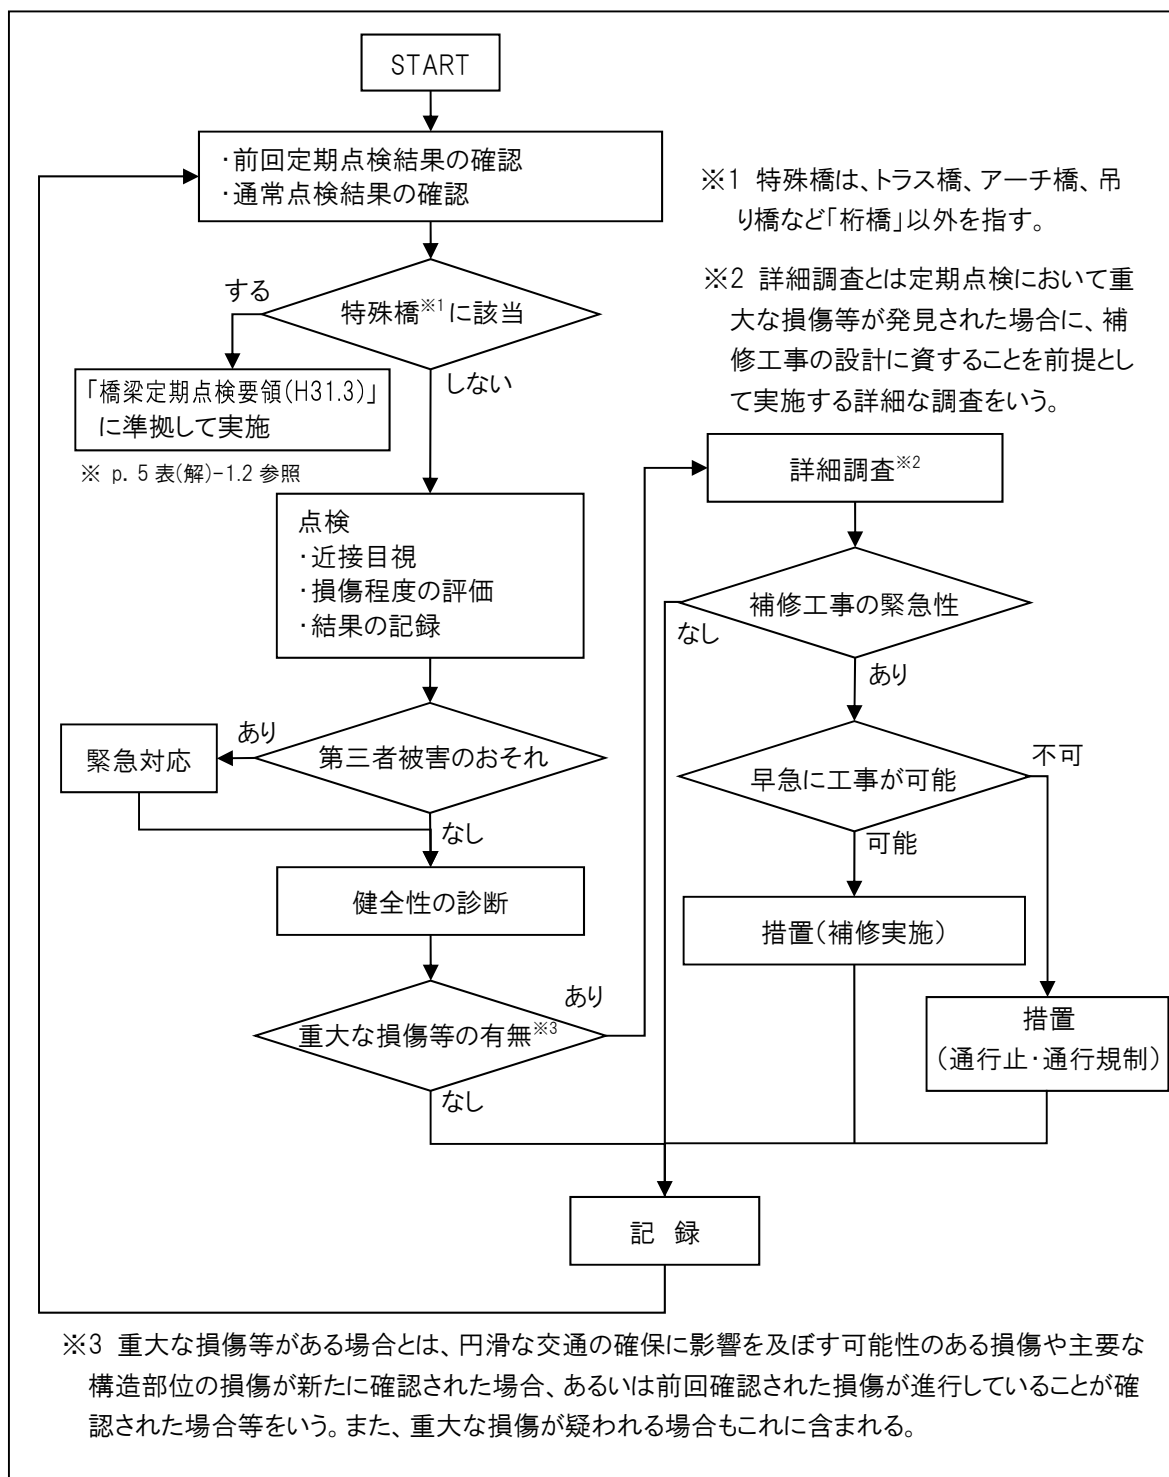 START
・前回定期点検結果の確認
・通常点検結果の確認
※1 特殊橋は、トラス橋、アーチ橋、吊
り橋など「桁橋」以外を指す。
する
特殊橋※1に該当
しない
※2 詳細調査とは定期点検において重
大な損傷等が発見された場合に、補
修工事の設計に資することを前提とし
て実施する詳細な調査をいう。
「橋梁定期点検要領(H31.3)」
に準拠して実施
※ p. 5 表(解)-1.2 参照
点検
・近接目視
・損傷程度の評価
・結果の記録
第三者被害のおそれ
あり
緊急対応
なし
健全性の診断
重大な損傷等の有無※3
あり
なし
詳細調査※2
補修工事の緊急性
なし
あり
早急に工事が可能
不可
可能
措置(補修実施)
措置
(通行止・通行規制)
記 録
※3 重大な損傷等がある場合とは、円滑な交通の確保に影響を及ぼす可能性のある損傷や主要な
構造部位の損傷が新たに確認された場合、あるいは前回確認された損傷が進行していることが確
認された場合等をいう。また、重大な損傷が疑われる場合もこれに含まれる。